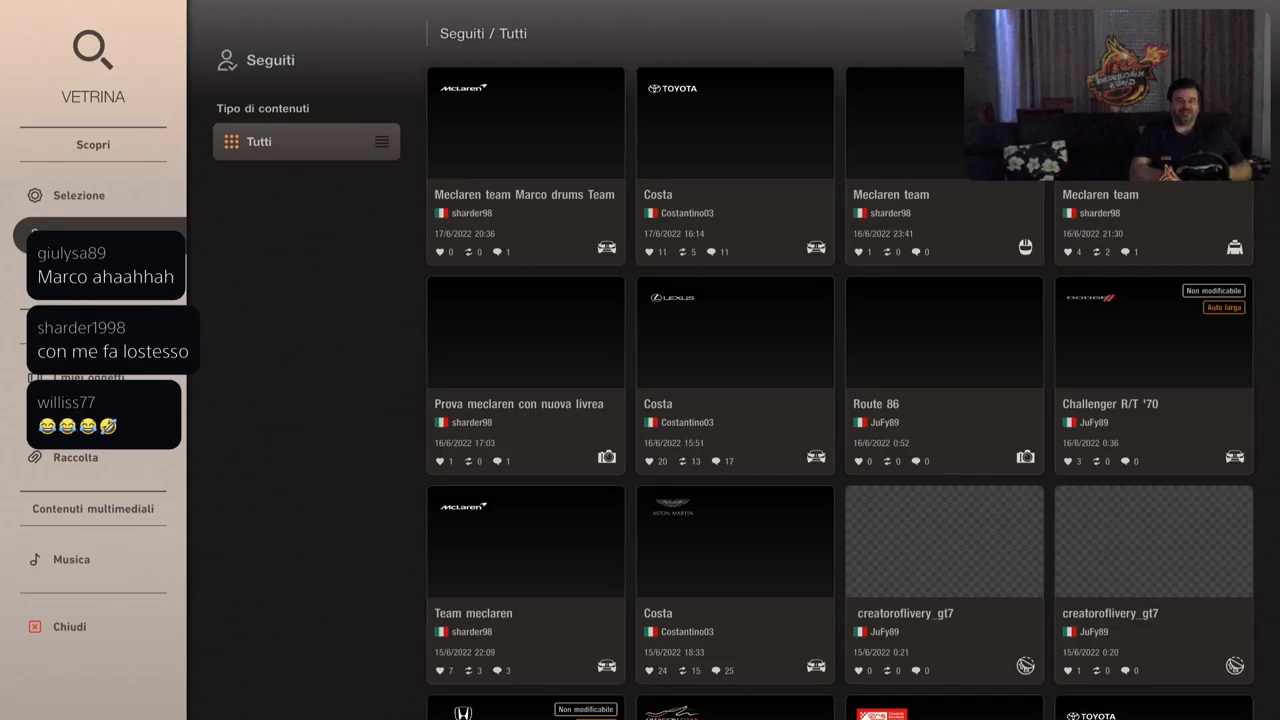 VETRINA
Scopri
Selezione
giulysa89
Marco ahaahhah
sharder1998
con me fa lostesso
I miei oggetti
williss77
😂😂😂🤣
Raccolta
Contenuti multimediali
Musica
Chiudi
Seguiti
Tipo di contenuti
Tutti
Seguiti / Tutti
McLaren
Meclaren team Marco drums Team
sharder98
17/6/2022 20:36
0 0 1
TOYOTA
Costa
Costantino03
17/6/2022 16:14
11 5 11
Meclaren team
sharder98
16/6/2022 23:41
1 0 0
Meclaren team
sharder98
16/6/2022 21:30
4 2 1
Prova meclaren con nuova livrea
sharder98
16/6/2022 17:03
1 0 1
LEXUS
Costa
Costantino03
16/6/2022 15:51
20 13 17
Route 86
JuFy89
16/6/2022 0:52
0 0 0
DODGE
Non modificabile
Auto larga
Challenger R/T '70
JuFy89
16/6/2022 0:36
3 0 0
McLaren
Team meclaren
sharder98
15/6/2022 22:09
7 3 3
ASTON MARTIN
Costa
Costantino03
15/6/2022 18:33
24 15 25
creatoroflivery_gt7
JuFy89
15/6/2022 0:21
0 0 0
creatoroflivery_gt7
JuFy89
15/6/2022 0:20
1 0 0
Non modificabile
TOYOTA